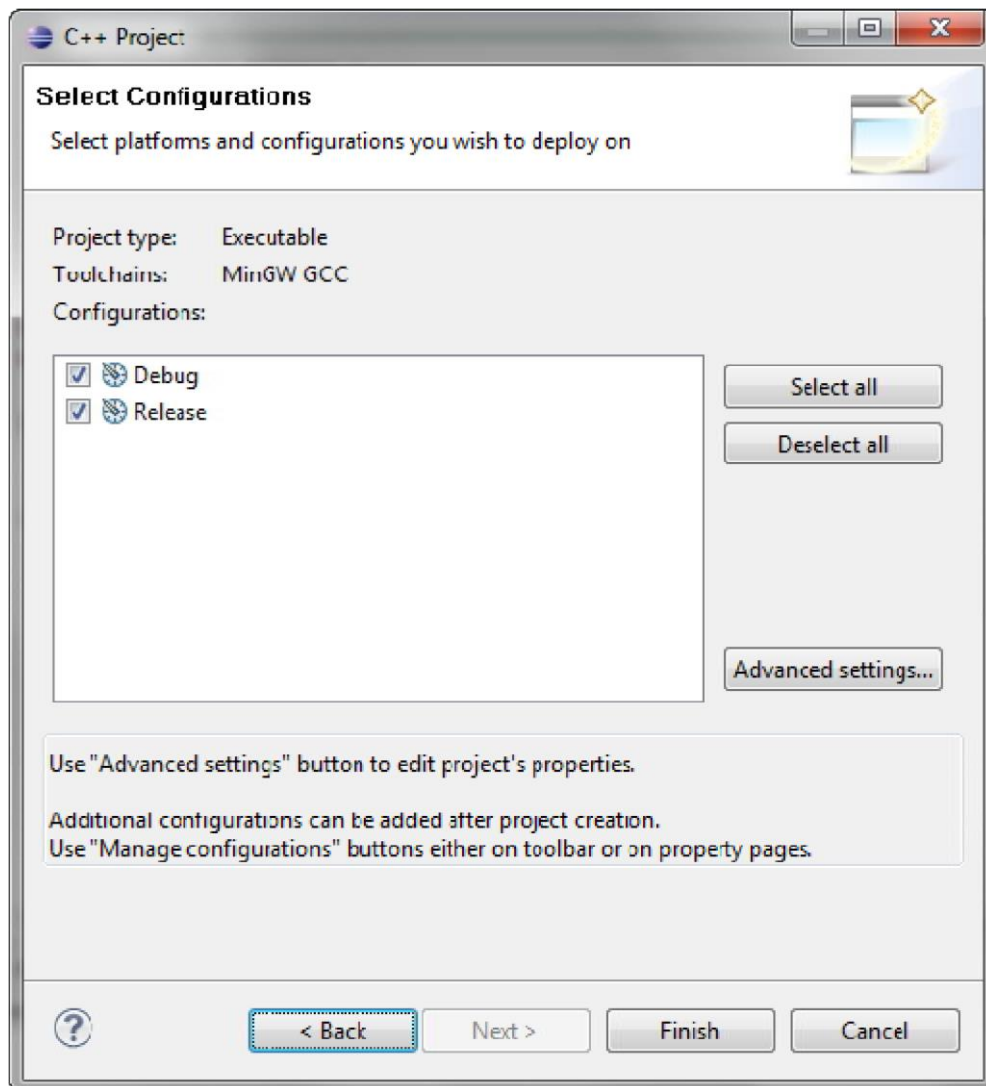 C++ Project
Select Configurations
Select platforms and configurations you wish to deploy on
Project type: Executable
Toolchains: MinGW GCC
Configurations:
Debug
Release
Select all
Deselect all
Advanced settings...
Use "Advanced settings" button to edit project's properties.
Additional configurations can be added after project creation.
Use "Manage configurations" buttons either on toolbar or on property pages.
? < Back Next > Finish Cancel